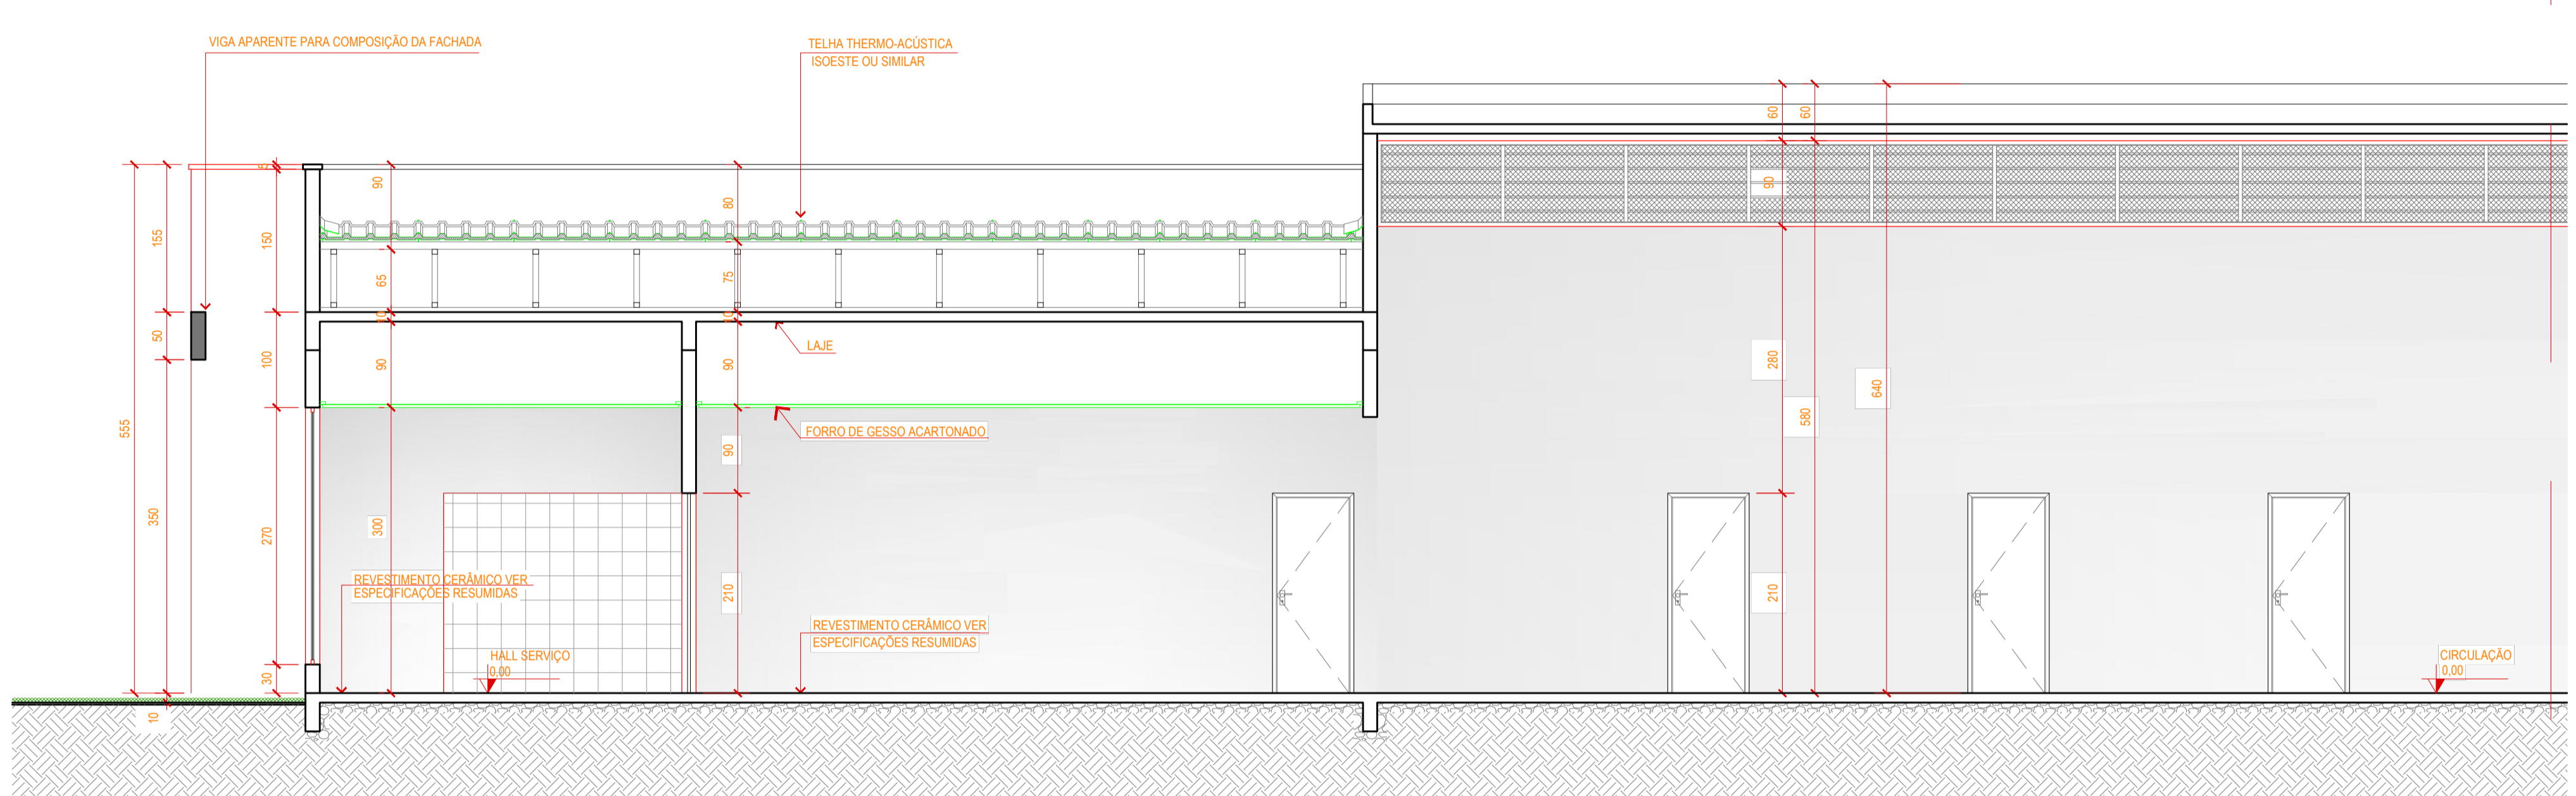 VIGA APARENTE PARA COMPOSIÇÃO DA FACHADA
TELHA THERMO-ACÚSTICA
ISOESTE OU SIMILAR
60
60
90
5
90
80
155
150
65
75
10
10
50
100
90
90
LAJE
280
640
580
555
FORRO DE GESSO ACARTONADO
90
350
270
300
210
210
REVESTIMENTO CERÂMICO VER
ESPECIFICAÇÕES RESUMIDAS
REVESTIMENTO CERÂMICO VER
ESPECIFICAÇÕES RESUMIDAS
HALL SERVIÇO
0.00
CIRCULAÇÃO
0,00
30
10